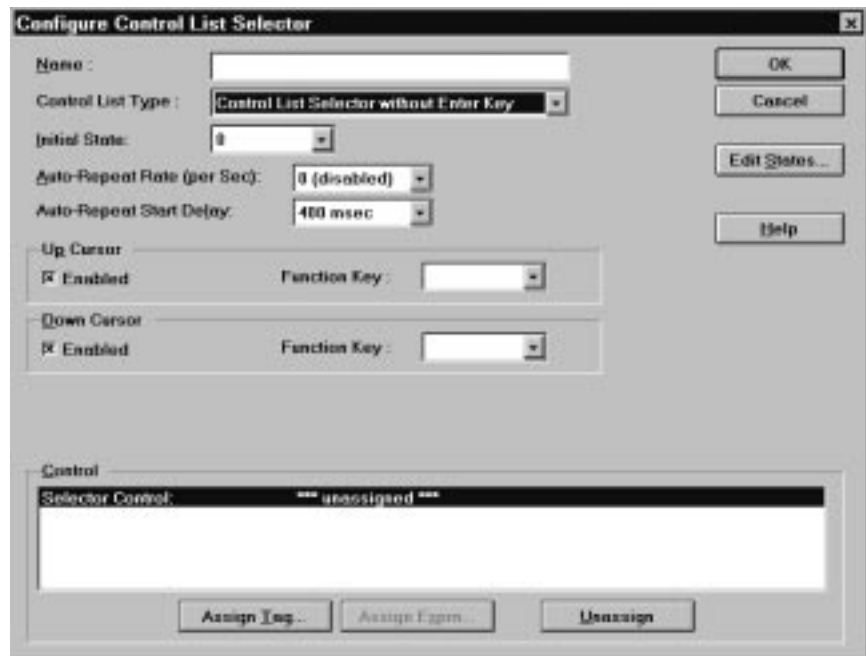 Configure Control List Selector
Name :
OK
Control List Type :
Control List Selector without Enter Key
Cancel
Initial State:
0
Edit States...
Auto-Repeat Rate (per Sec):
0 (disabled)
Auto-Repeat Start Delay:
400 msec
Help
Up Cursor
Enabled
Function Key :
Down Cursor
Enabled
Function Key :
Control
Selector Control:
*** unassigned ***
Assign Tag...
Assign Expm...
Unassign